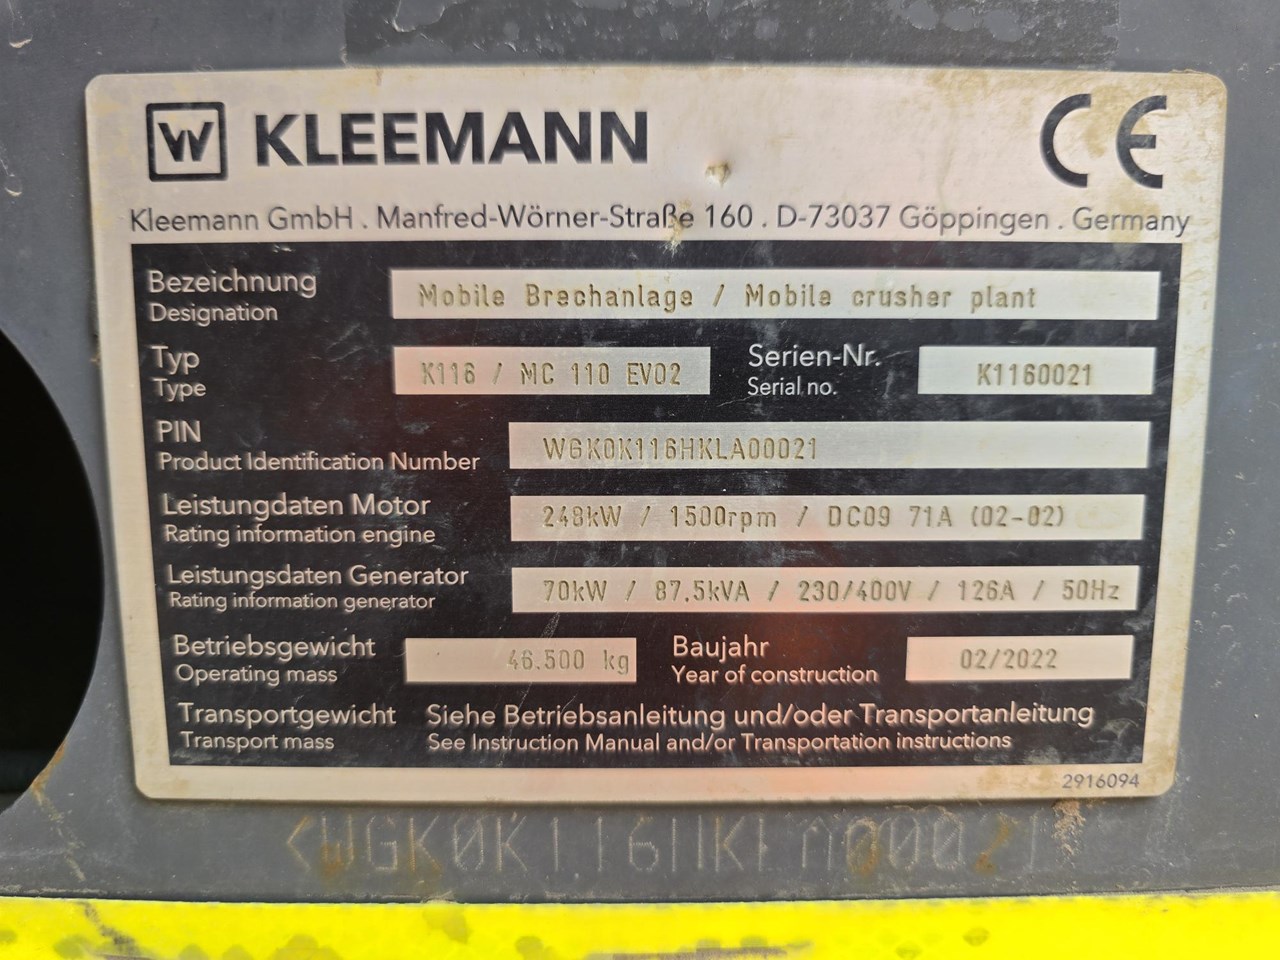 W KLEEMANN CE
Kleemann GmbH . Manfred-Wörner-Straße 160 . D-73037 Göppingen . Germany
Bezeichnung
Designation
Mobile Brechanlage / Mobile crusher plant
Typ
Type
K116 / MC 110 EVO2
Serien-Nr.
Serial no.
K1160021
PIN
Product Identification Number
WGK0K116HKLA00021
Leistungdaten Motor
Rating information engine
248kW / 1500rpm / DC09 71A (02-02)
Leistungsdaten Generator
Rating information generator
70kW / 87.5kVA / 230/400V / 126A / 50Hz
Betriebsgewicht
Operating mass
46.500 kg
Baujahr
Year of construction
02/2022
Transportgewicht
Transport mass
Siehe Betriebsanleitung und/oder Transportanleitung
See Instruction Manual and/or Transportation instructions
2916094
<WGK0K116HKLA00021